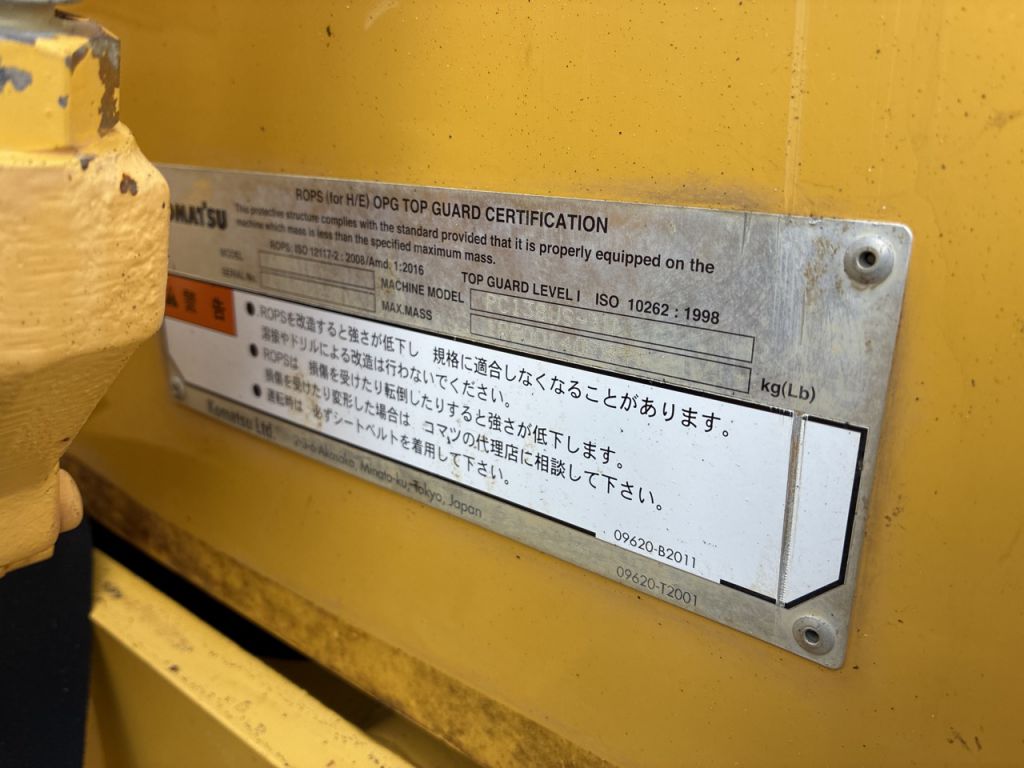 OMATSU
ROPS (for H/E) OPG TOP GUARD CERTIFICATION
This protective structure complies with the standard provided that it is properly equipped on the
machine which mass is less than the specified maximum mass.
ROPS: ISO 12117-2 : 2008/Amd. 1:2016
TOP GUARD LEVEL I ISO 10262 : 1998
MODEL
MACHINE MODEL
SERIAL No.
MAX.MASS
kg(Lb)
警告
● ROPSを改造すると強さが低下し 規格に適合しなくなることがあります。
溶接やドリルによる改造は行わないでください。
● ROPSは 損傷を受けたり転倒したりすると強さが低下します。
損傷を受けたり変形した場合は コマツの代理店に相談して下さい。
● 運転時は 必ずシートベルトを着用して下さい。
09620-B2011
Komatsu Ltd.
2-3-6 Akasaka, Minato-ku, Tokyo, Japan
09620-T2001